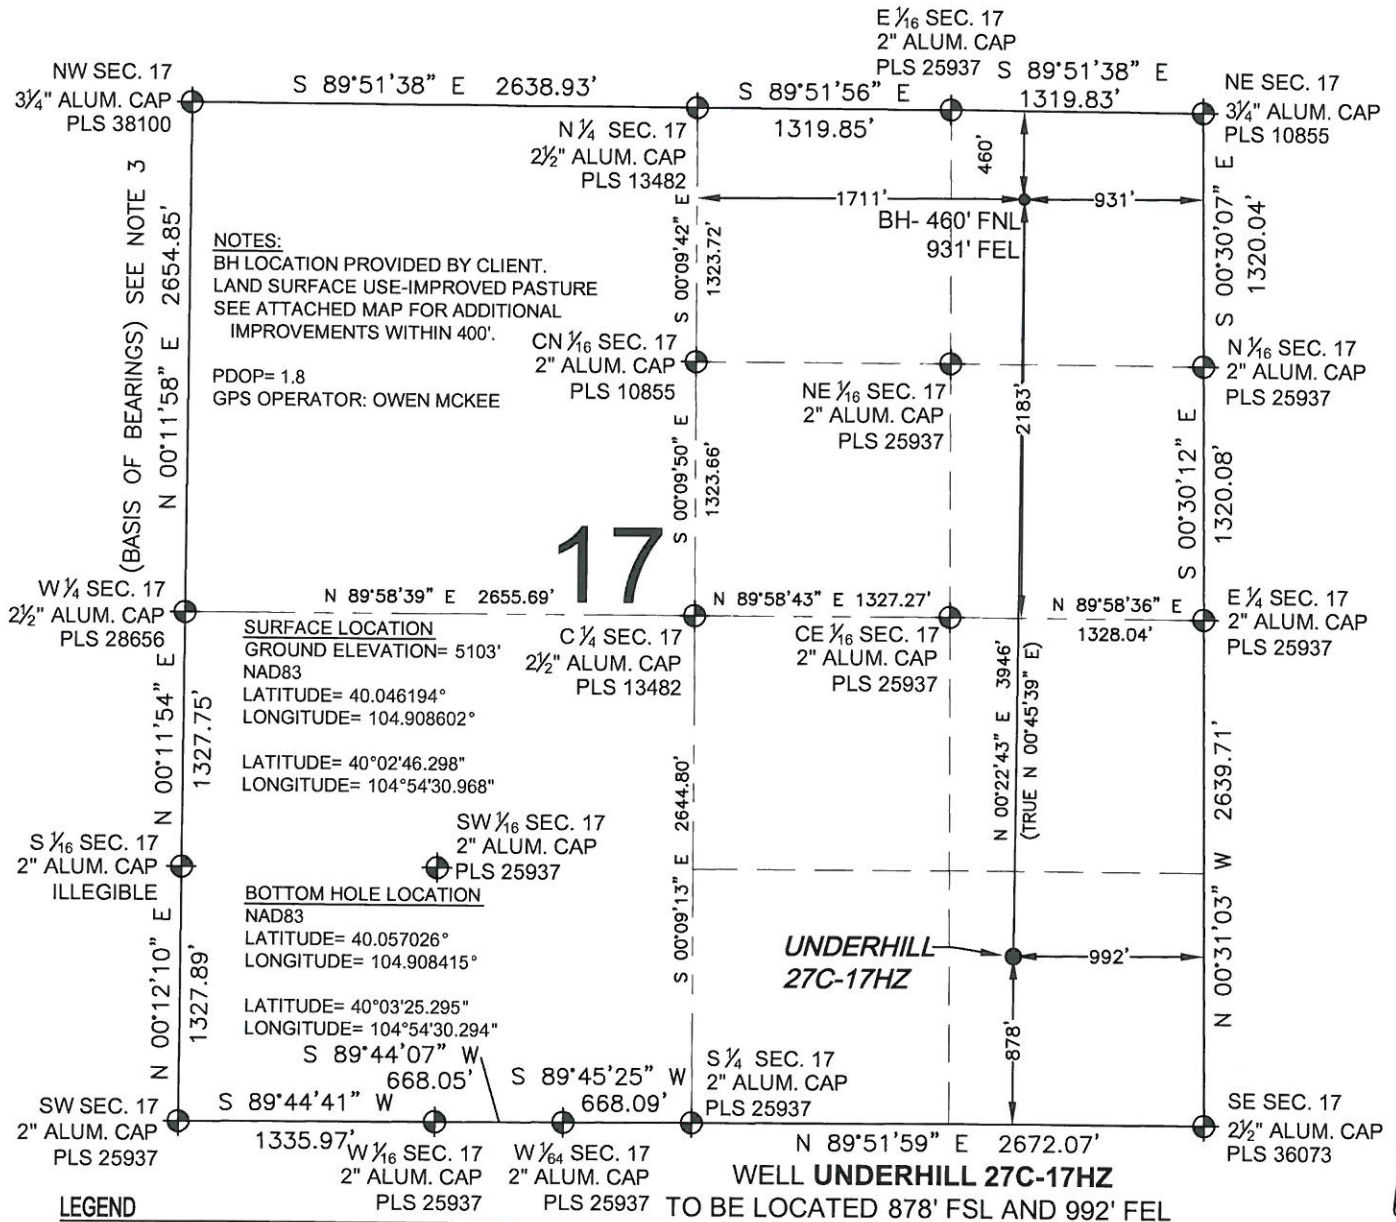 E 1/16 SEC. 17
2" ALUM. CAP
PLS 25937
S 89°51'38" E
1319.83'
NW SEC. 17
3¼" ALUM. CAP
PLS 38100
S 89°51'38" E 2638.93'
S 89°51'56" E
1319.85'
NE SEC. 17
3¼" ALUM. CAP
PLS 10855
N ¼ SEC. 17
2½" ALUM. CAP
PLS 13482
460'
1711'
931'
BH- 460' FNL
931' FEL
(BASIS OF BEARINGS) SEE NOTE 3
N 00°11'58" E 2654.85'
NOTES:
BH LOCATION PROVIDED BY CLIENT.
LAND SURFACE USE-IMPROVED PASTURE
SEE ATTACHED MAP FOR ADDITIONAL
IMPROVEMENTS WITHIN 400'.
PDOP= 1.8
GPS OPERATOR: OWEN MCKEE
S 00°09'42" E
1323.72'
S 00°30'07" E
1320.04'
CN 1/16 SEC. 17
2" ALUM. CAP
PLS 10855
NE 1/16 SEC. 17
2" ALUM. CAP
PLS 25937
N 1/16 SEC. 17
2" ALUM. CAP
PLS 25937
2183'
S 00°09'50" E
1323.66'
S 00°30'12" E
1320.08'
17
W ¼ SEC. 17
2½" ALUM. CAP
PLS 28656
N 89°58'39" E 2655.69'
N 89°58'43" E 1327.27'
N 89°58'36" E
1328.04'
E ¼ SEC. 17
2" ALUM. CAP
PLS 25937
C ¼ SEC. 17
2½" ALUM. CAP
PLS 13482
CE 1/16 SEC. 17
2" ALUM. CAP
PLS 25937
SURFACE LOCATION
GROUND ELEVATION= 5103'
NAD83
LATITUDE= 40.046194°
LONGITUDE= 104.908602°
LATITUDE= 40°02'46.298"
LONGITUDE= 104°54'30.968"
N 00°11'54" E
1327.75'
N 00°22'43" E 3946'
(TRUE N 00°45'39" E)
S 00°09'13" E 2644.80'
N 00°31'03" W 2639.71'
S 1/16 SEC. 17
2" ALUM. CAP
ILLEGIBLE
SW 1/16 SEC. 17
2" ALUM. CAP
PLS 25937
BOTTOM HOLE LOCATION
NAD83
LATITUDE= 40.057026°
LONGITUDE= 104.908415°
LATITUDE= 40°03'25.295"
LONGITUDE= 104°54'30.294"
N 00°12'10" E
1327.89'
UNDERHILL
27C-17HZ
992'
878'
S 89°44'07" W
668.05'
S 89°45'25" W
668.09'
S 89°44'41" W
1335.97'
S ¼ SEC. 17
2" ALUM. CAP
PLS 25937
SW SEC. 17
2" ALUM. CAP
PLS 25937
W 1/16 SEC. 17
2" ALUM. CAP
PLS 25937
W 1/64 SEC. 17
2" ALUM. CAP
PLS 25937
N 89°51'59" E 2672.07'
SE SEC. 17
2½" ALUM. CAP
PLS 36073
WELL UNDERHILL 27C-17HZ
TO BE LOCATED 878' FSL AND 992' FEL
LEGEND